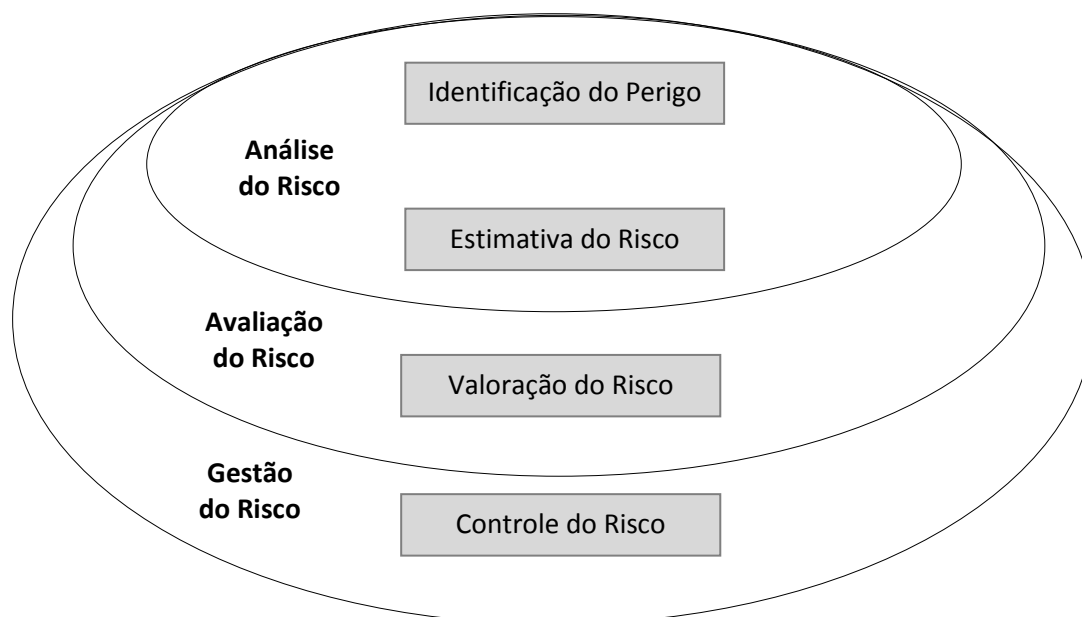 Identificação do Perigo
Análise
do Risco
Estimativa do Risco
Avaliação
do Risco
Valoração do Risco
Gestão
do Risco
Controle do Risco